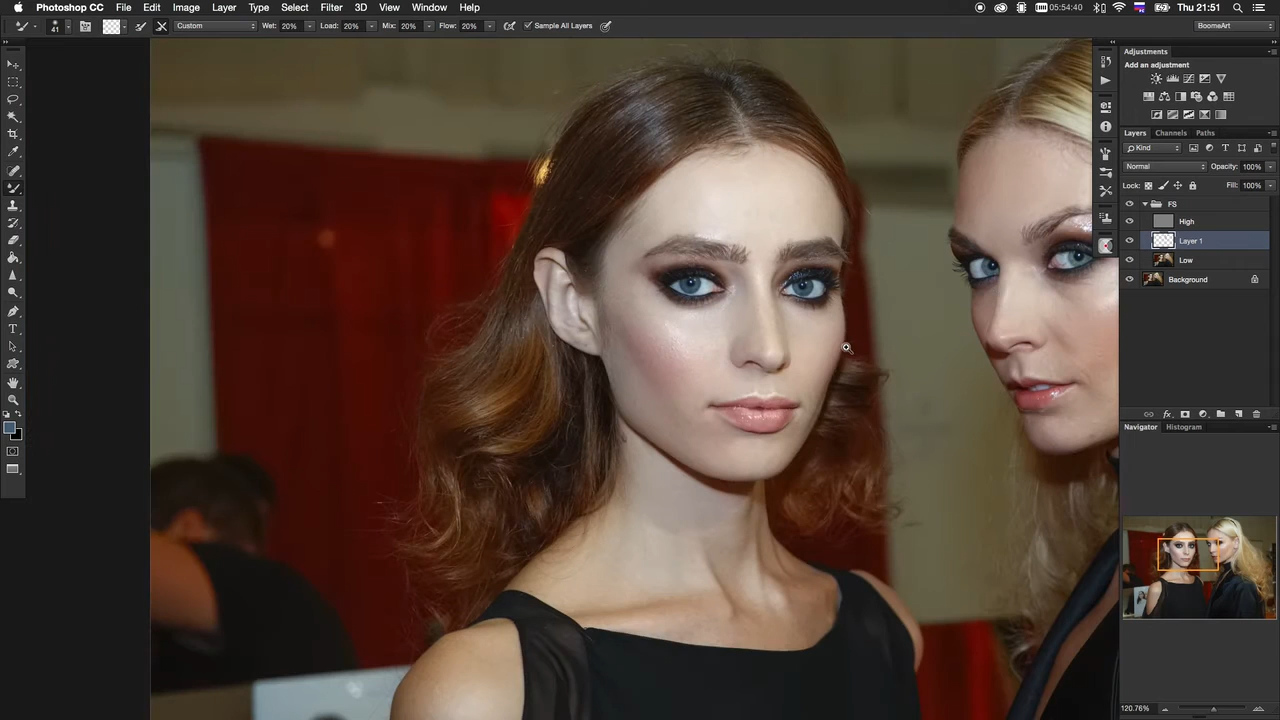 Photoshop CC File Edit Image Layer Type Select Filter 3D View Window Help 05:54:40 Thu 21:51
41 Custom Wet: 20% Load: 20% Mix: 20% Flow: 20% Sample All Layers BoomeArt
Adjustments
Add an adjustment
Layers Channels Paths
Kind
Normal Opacity: 100%
Lock: Fill: 100%
FS
High
Layer 1
Low
Background
Navigator Histogram
120.76%